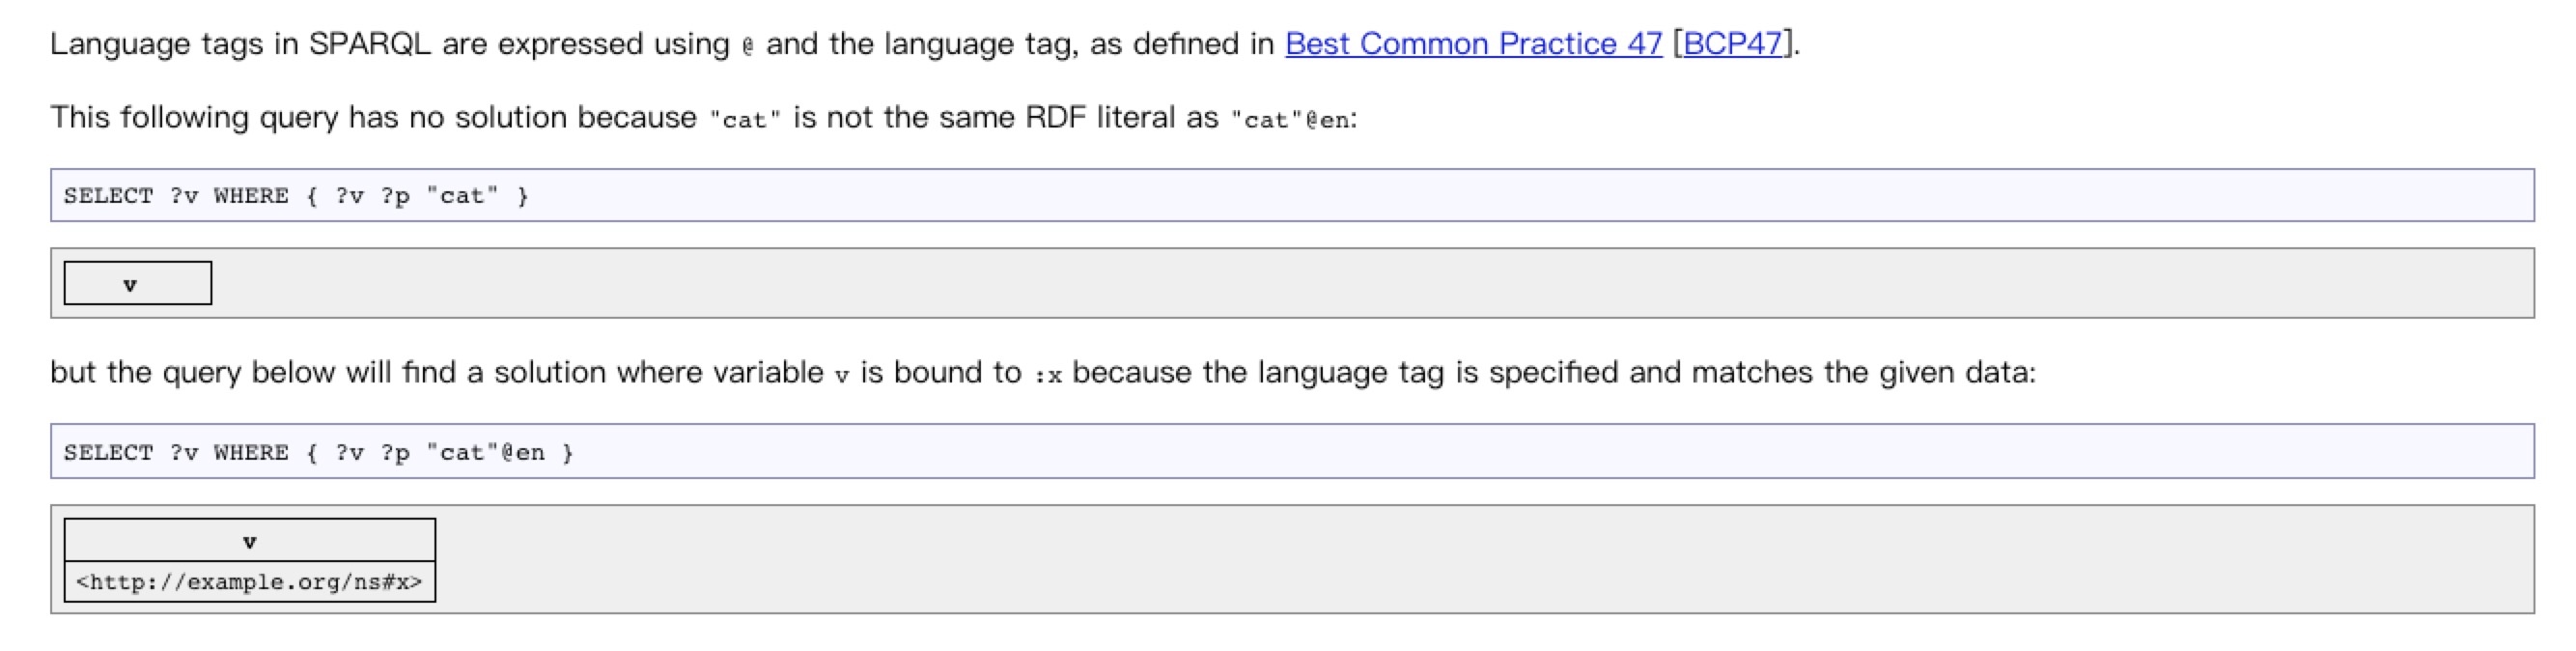 Language tags in SPARQL are expressed using @ and the language tag, as defined in Best Common Practice 47 [BCP47].
This following query has no solution because "cat" is not the same RDF literal as "cat"@en:
SELECT ?v WHERE { ?v ?p "cat" }
v
but the query below will find a solution where variable v is bound to :x because the language tag is specified and matches the given data:
SELECT ?v WHERE { ?v ?p "cat"@en }
v
<http://example.org/ns#x>